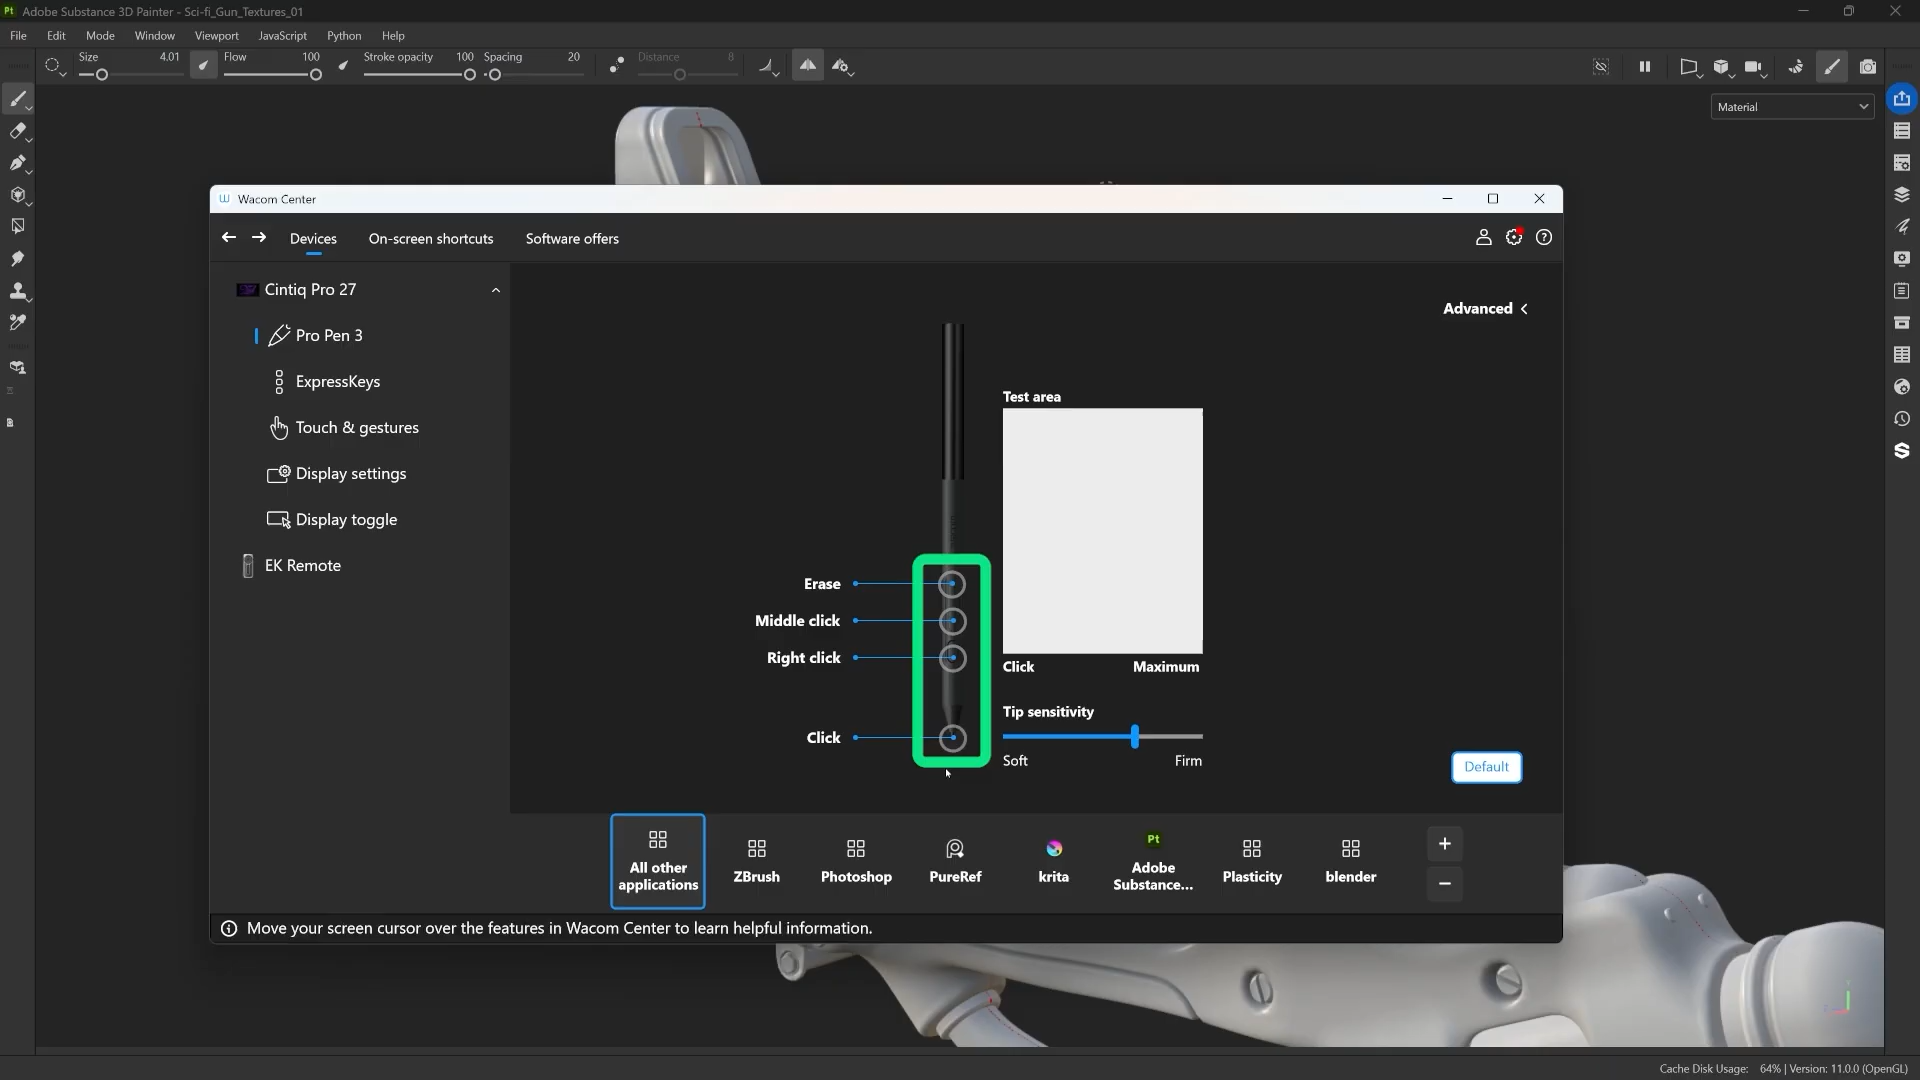 Pt Adobe Substance 3D Painter - Sci-fi_Gun_Textures_01
File Edit Mode Window Viewport JavaScript Python Help
Size 4.01 Flow 100 Stroke opacity 100 Spacing 20 Distance 8
Material
Wacom Center
Devices On-screen shortcuts Software offers
Cintiq Pro 27
Pro Pen 3
ExpressKeys
Touch & gestures
Display settings
Display toggle
EK Remote
Advanced
Test area
Erase
Middle click
Right click
Click
Click Maximum
Tip sensitivity
Soft Firm
Default
All other
applications
ZBrush
Photoshop
PureRef
krita
Pt
Adobe
Substance...
Plasticity
blender
Move your screen cursor over the features in Wacom Center to learn helpful information.
Cache Disk Usage: 64% | Version: 11.0.0 (OpenGL)